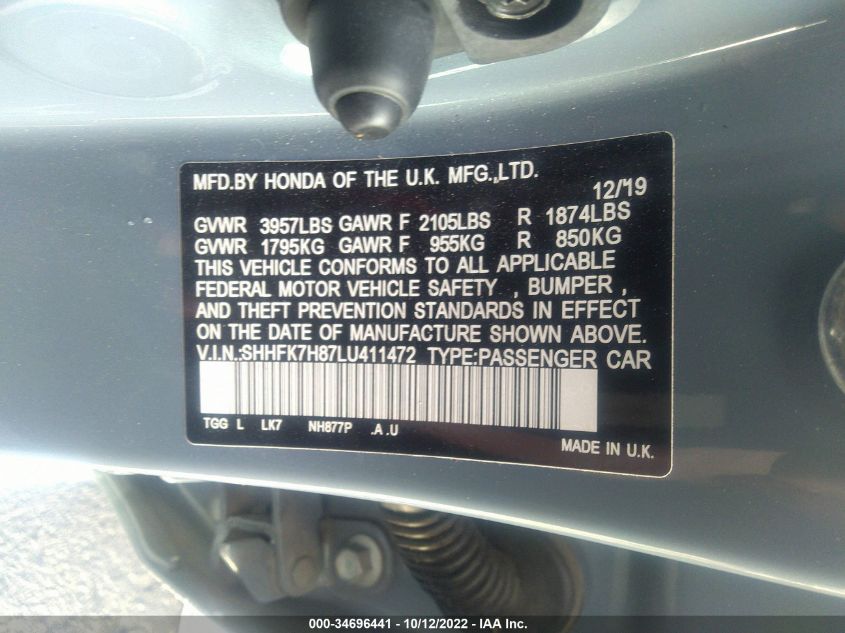 MFD.BY HONDA OF THE U.K. MFG.,LTD.
12/19
GVWR 3957LBS GAWR F 2105LBS R 1874LBS
GVWR 1795KG GAWR F 955KG R 850KG
THIS VEHICLE CONFORMS TO ALL APPLICABLE
FEDERAL MOTOR VEHICLE SAFETY , BUMPER ,
AND THEFT PREVENTION STANDARDS IN EFFECT
ON THE DATE OF MANUFACTURE SHOWN ABOVE.
V.I.N.:SHHFK7H87LU411472 TYPE:PASSENGER CAR
TGG L LK7 NH877P .A .U
MADE IN U.K.
000-34696441 - 10/12/2022 - IAA Inc.